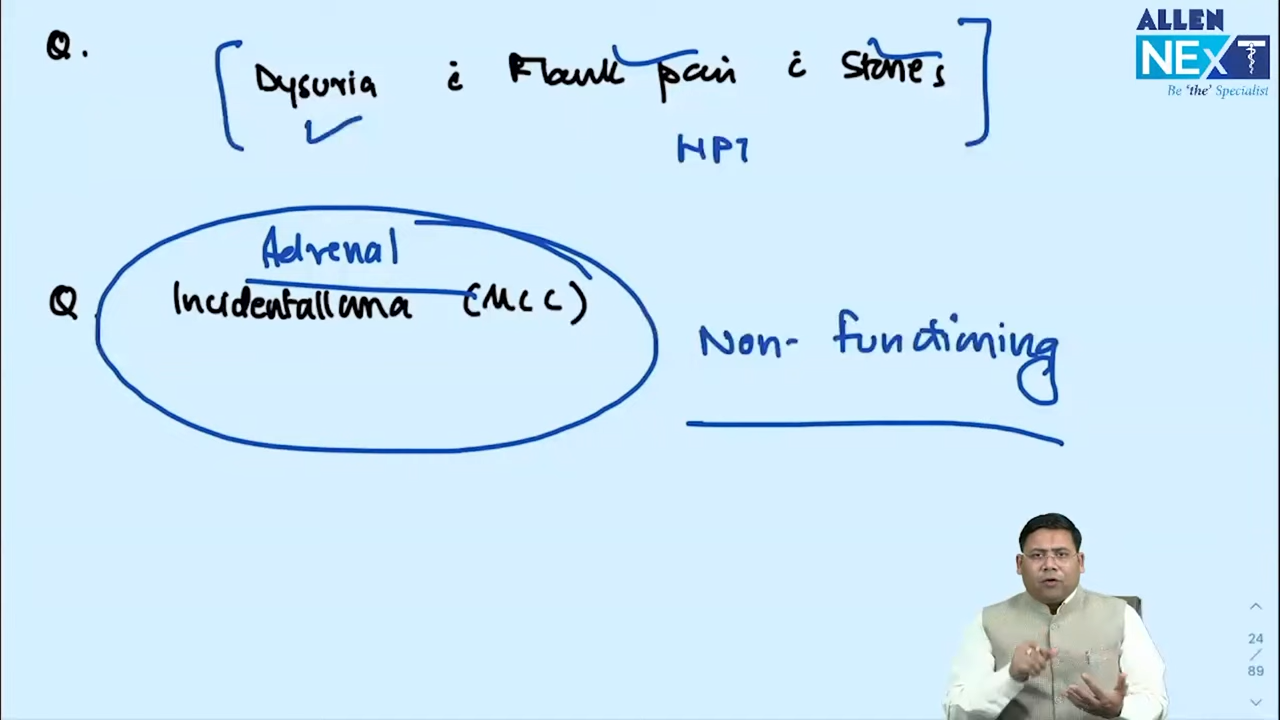 ALLEN
NEXT
Be 'the' Specialist
Q.
[Dysuria c̄ Flank pain c̄ Stones]
HPT
Adrenal
Q Incidentalloma (MCC)
Non-functioning
24
/
89